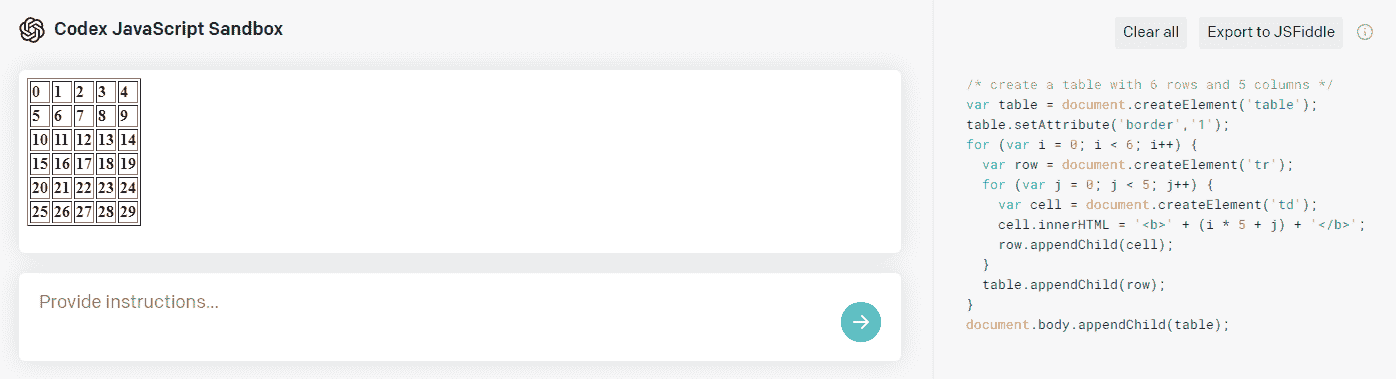 Codex JavaScript Sandbox
Clear all
Export to JSFiddle
0 1 2 3 4
5 6 7 8 9
10 11 12 13 14
15 16 17 18 19
20 21 22 23 24
25 26 27 28 29
Provide instructions...
/* create a table with 6 rows and 5 columns */
var table = document.createElement('table');
table.setAttribute('border','1');
for (var i = 0; i < 6; i++) {
  var row = document.createElement('tr');
  for (var j = 0; j < 5; j++) {
    var cell = document.createElement('td');
    cell.innerHTML = '<b>' + (i * 5 + j) + '</b>';
    row.appendChild(cell);
  }
  table.appendChild(row);
}
document.body.appendChild(table);